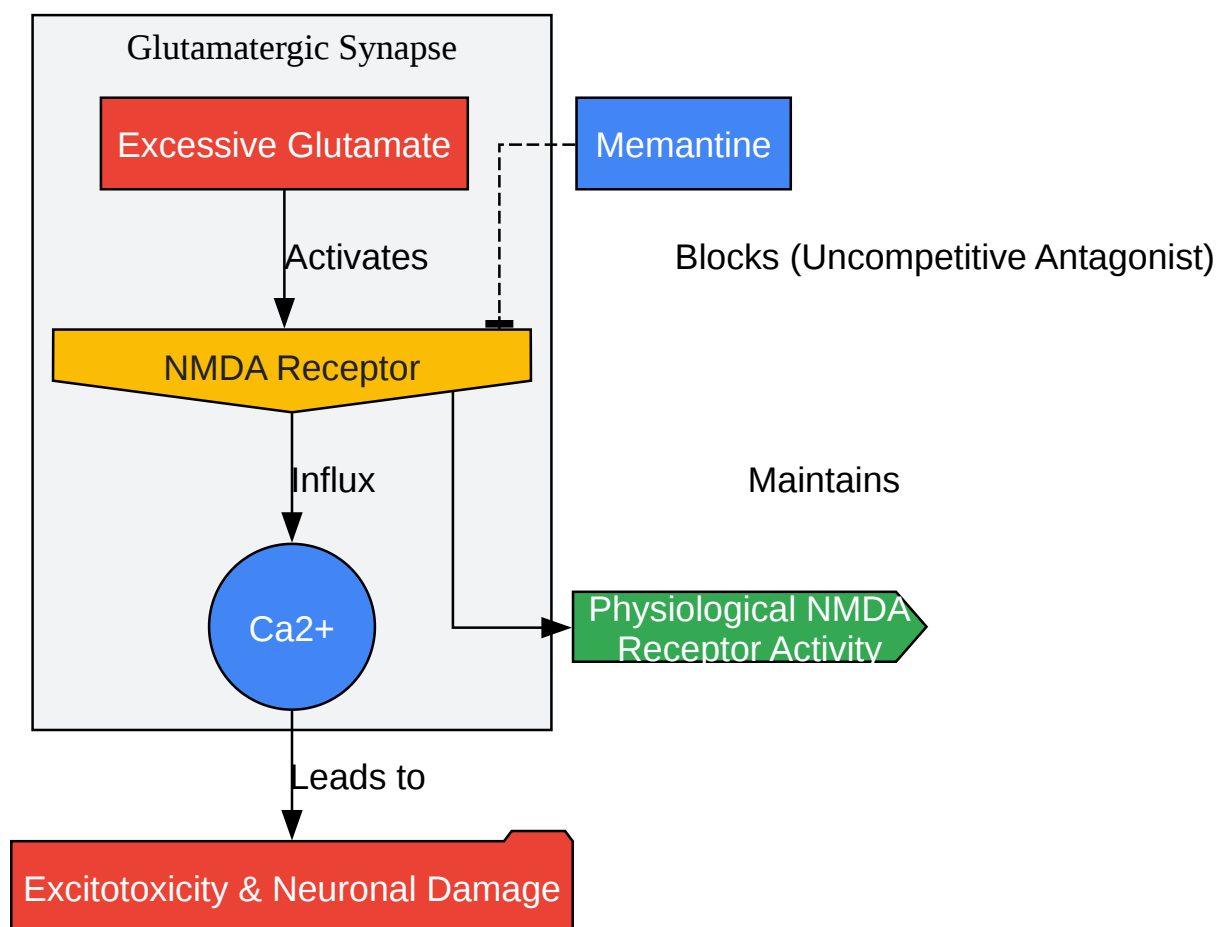 Glutamatergic Synapse
Excessive Glutamate
Memantine
Activates
Blocks (Uncompetitive Antagonist)
NMDA Receptor
Influx
Maintains
Ca2+
Physiological NMDA
Receptor Activity
Leads to
Excitotoxicity & Neuronal Damage